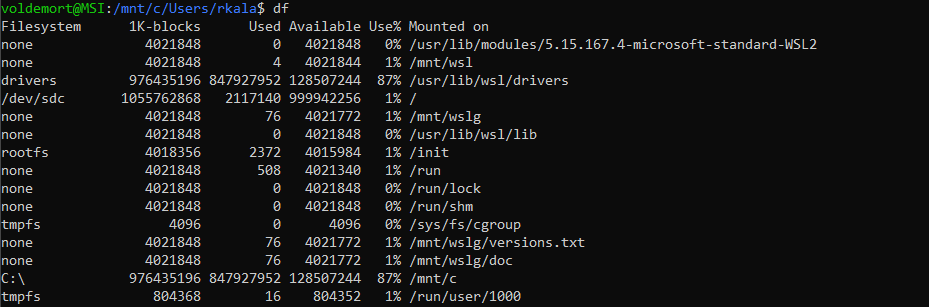 voldemort@MSI:/mnt/c/Users/rkala$ df
Filesystem      1K-blocks      Used Available Use% Mounted on
none              4021848         0   4021848   0% /usr/lib/modules/5.15.167.4-microsoft-standard-WSL2
none              4021848         4   4021844   1% /mnt/wsl
drivers         976435196 847927952 128507244  87% /usr/lib/wsl/drivers
/dev/sdc       1055762868   2117140 999942256   1% /
none              4021848        76   4021772   1% /mnt/wslg
none              4021848         0   4021848   0% /usr/lib/wsl/lib
rootfs            4018356      2372   4015984   1% /init
none              4021848       508   4021340   1% /run
none              4021848         0   4021848   0% /run/lock
none              4021848         0   4021848   0% /run/shm
tmpfs                4096         0      4096   0% /sys/fs/cgroup
none              4021848        76   4021772   1% /mnt/wslg/versions.txt
none              4021848        76   4021772   1% /mnt/wslg/doc
C:\             976435196 847927952 128507244  87% /mnt/c
tmpfs              804368        16    804352   1% /run/user/1000